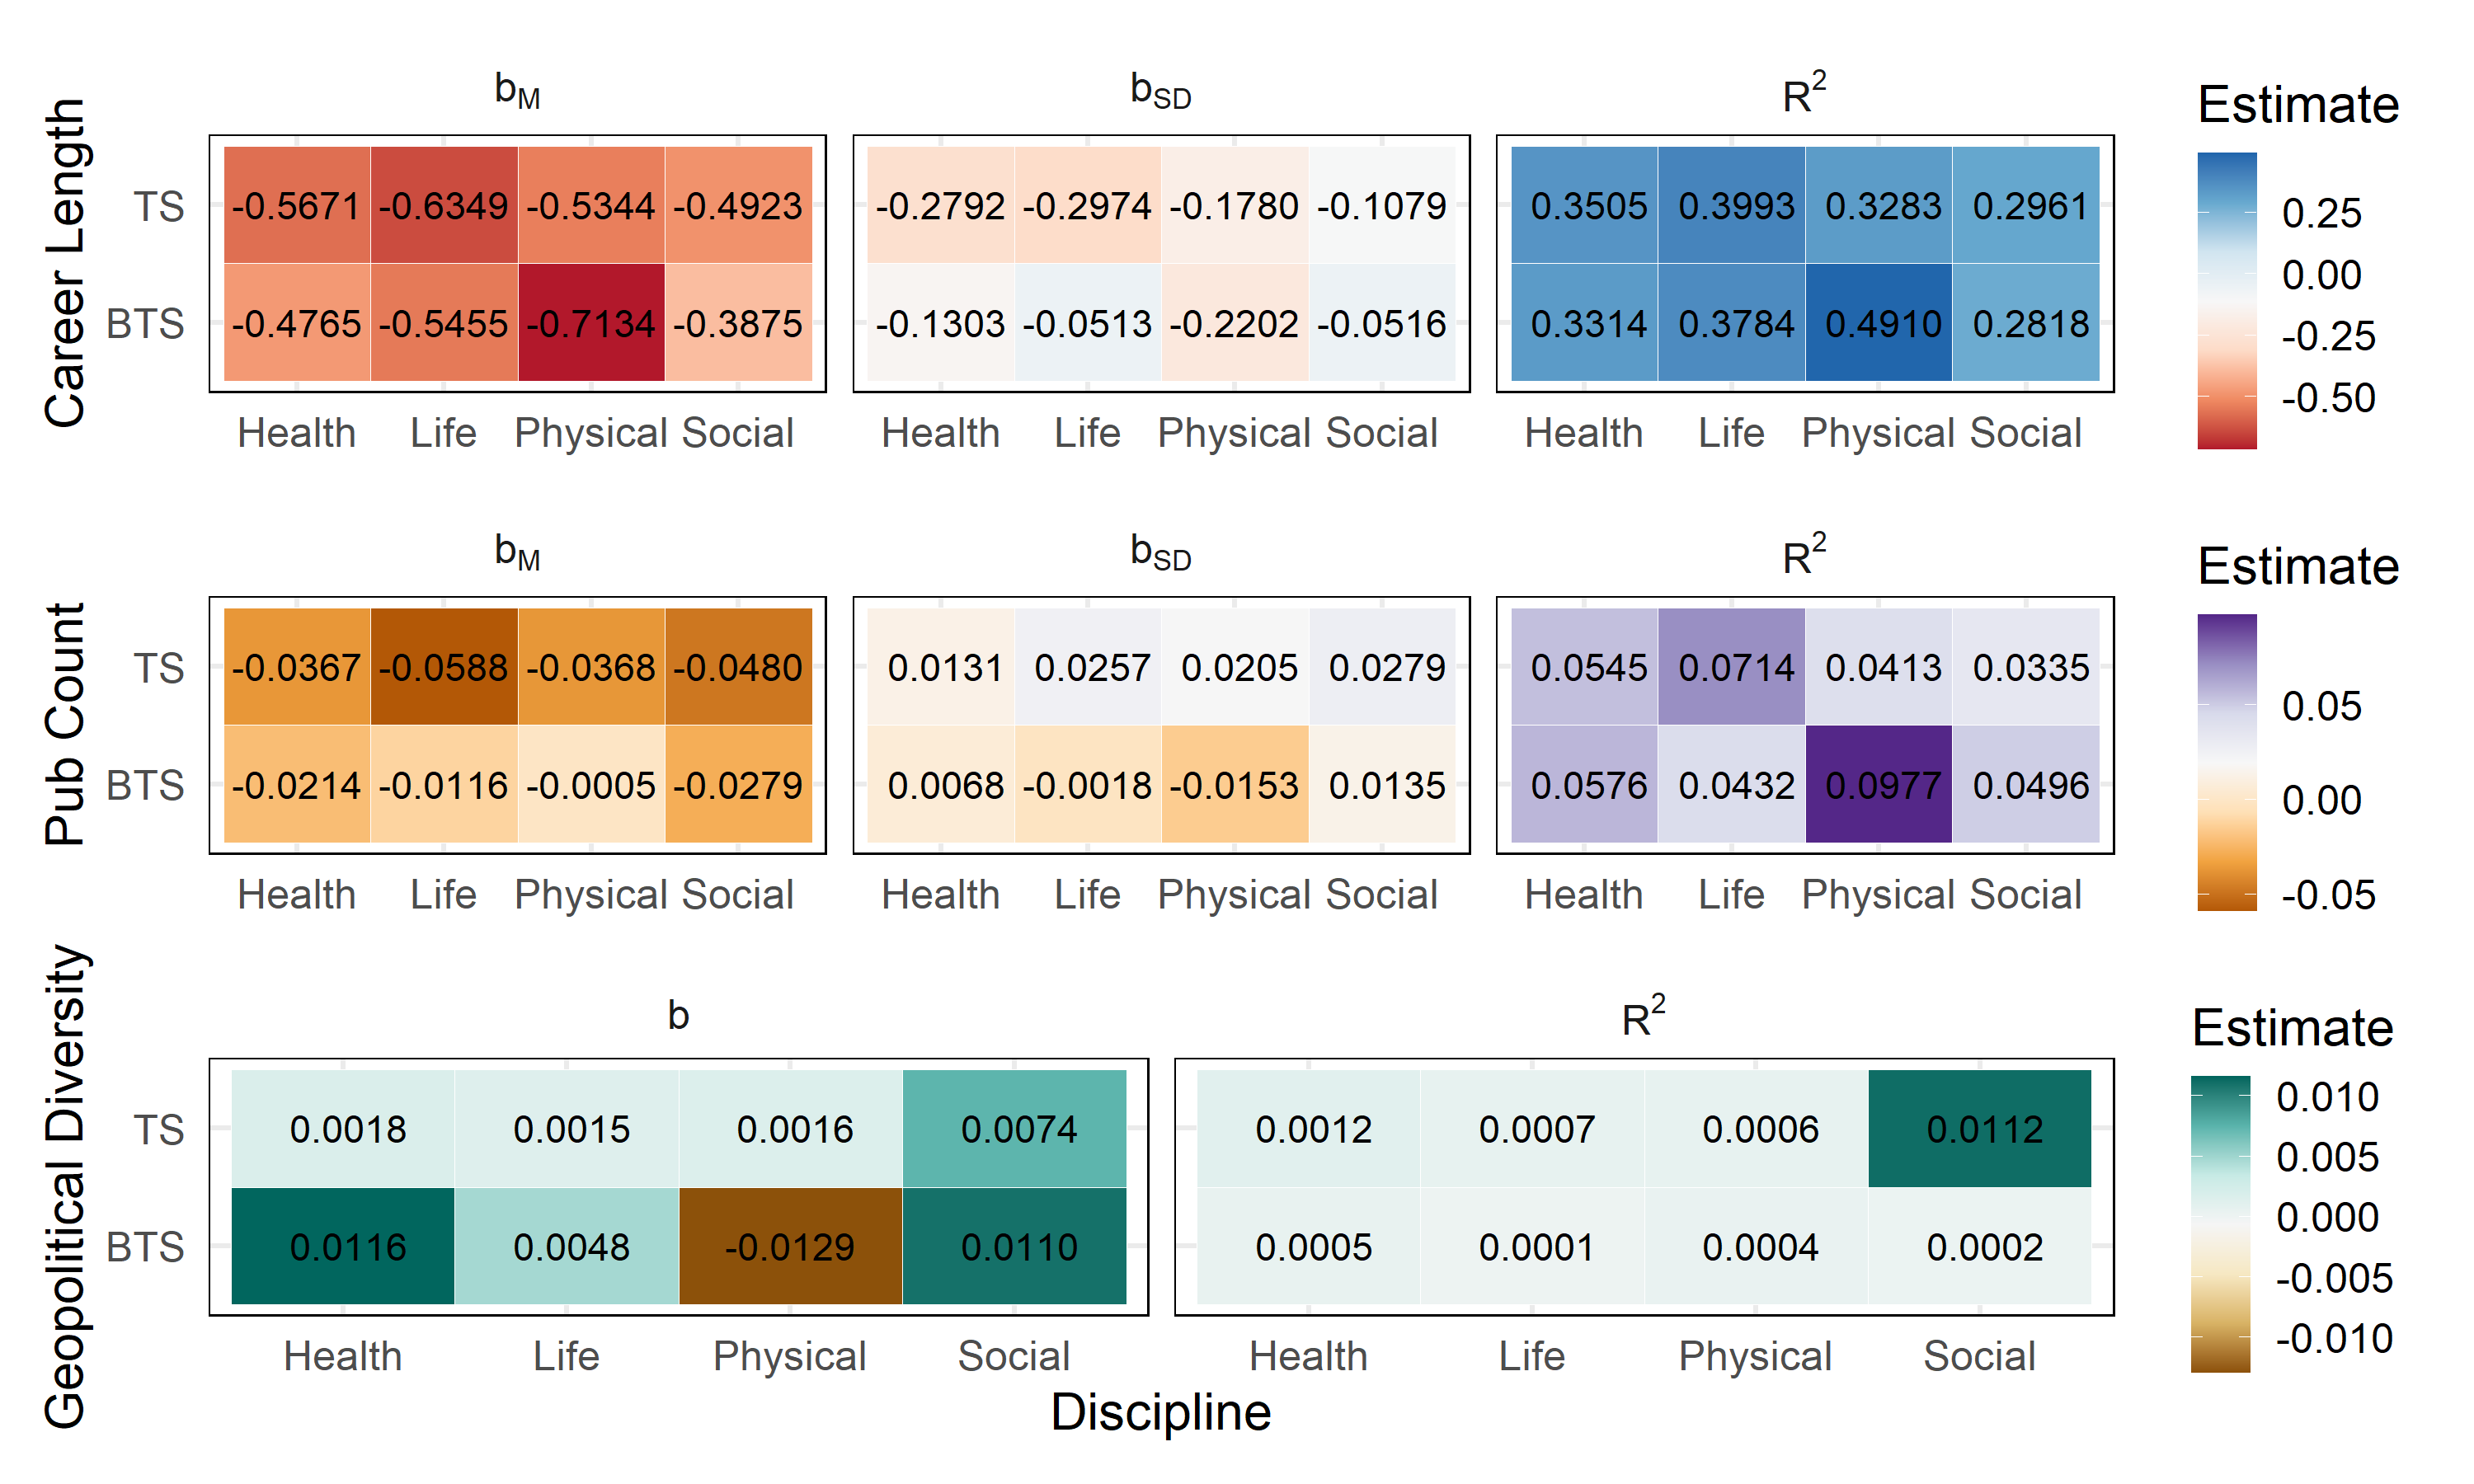 b_M b_SD R² Estimate
Career Length
TS -0.5671 -0.6349 -0.5344 -0.4923 -0.2792 -0.2974 -0.1780 -0.1079 0.3505 0.3993 0.3283 0.2961
BTS -0.4765 -0.5455 -0.7134 -0.3875 -0.1303 -0.0513 -0.2202 -0.0516 0.3314 0.3784 0.4910 0.2818
Health Life Physical Social Health Life Physical Social Health Life Physical Social
0.25
0.00
-0.25
-0.50
b_M b_SD R² Estimate
Pub Count
TS -0.0367 -0.0588 -0.0368 -0.0480 0.0131 0.0257 0.0205 0.0279 0.0545 0.0714 0.0413 0.0335
BTS -0.0214 -0.0116 -0.0005 -0.0279 0.0068 -0.0018 -0.0153 0.0135 0.0576 0.0432 0.0977 0.0496
Health Life Physical Social Health Life Physical Social Health Life Physical Social
0.05
0.00
-0.05
b R² Estimate
Geopolitical Diversity
TS 0.0018 0.0015 0.0016 0.0074 0.0012 0.0007 0.0006 0.0112
BTS 0.0116 0.0048 -0.0129 0.0110 0.0005 0.0001 0.0004 0.0002
Health Life Physical Social Health Life Physical Social
0.010
0.005
0.000
-0.005
-0.010
Discipline